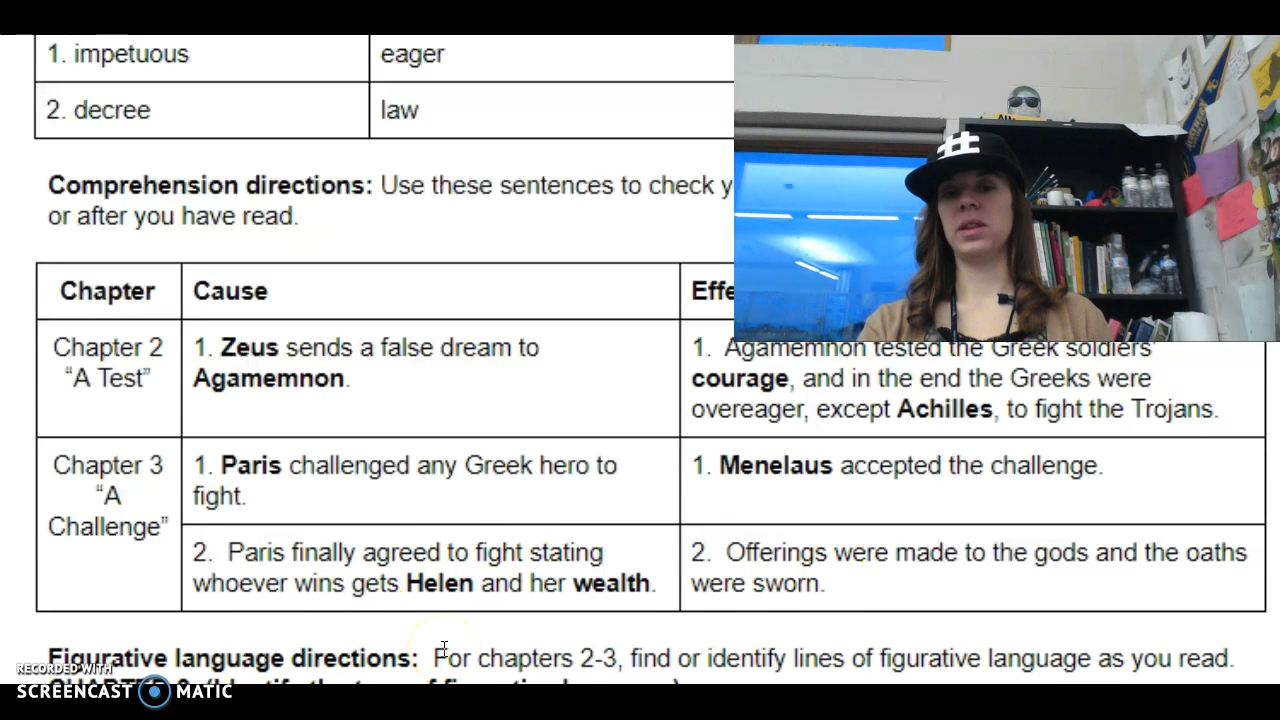 1. impetuous eager
2. decree law
Comprehension directions: Use these sentences to check
or after you have read.
Chapter Cause
Chapter 2
“A Test”
1. Zeus sends a false dream to
Agamemnon.
1. Agamemnon tested the Greek soldiers'
courage, and in the end the Greeks were
overeager, except Achilles, to fight the Trojans.
Chapter 3
“A
Challenge”
1. Paris challenged any Greek hero to
fight.
1. Menelaus accepted the challenge.
2. Paris finally agreed to fight stating
whoever wins gets Helen and her wealth.
2. Offerings were made to the gods and the oaths
were sworn.
Figurative language directions: For chapters 2-3, find or identify lines of figurative language as you read.
RECORDED WITH
SCREENCAST MATIC
#